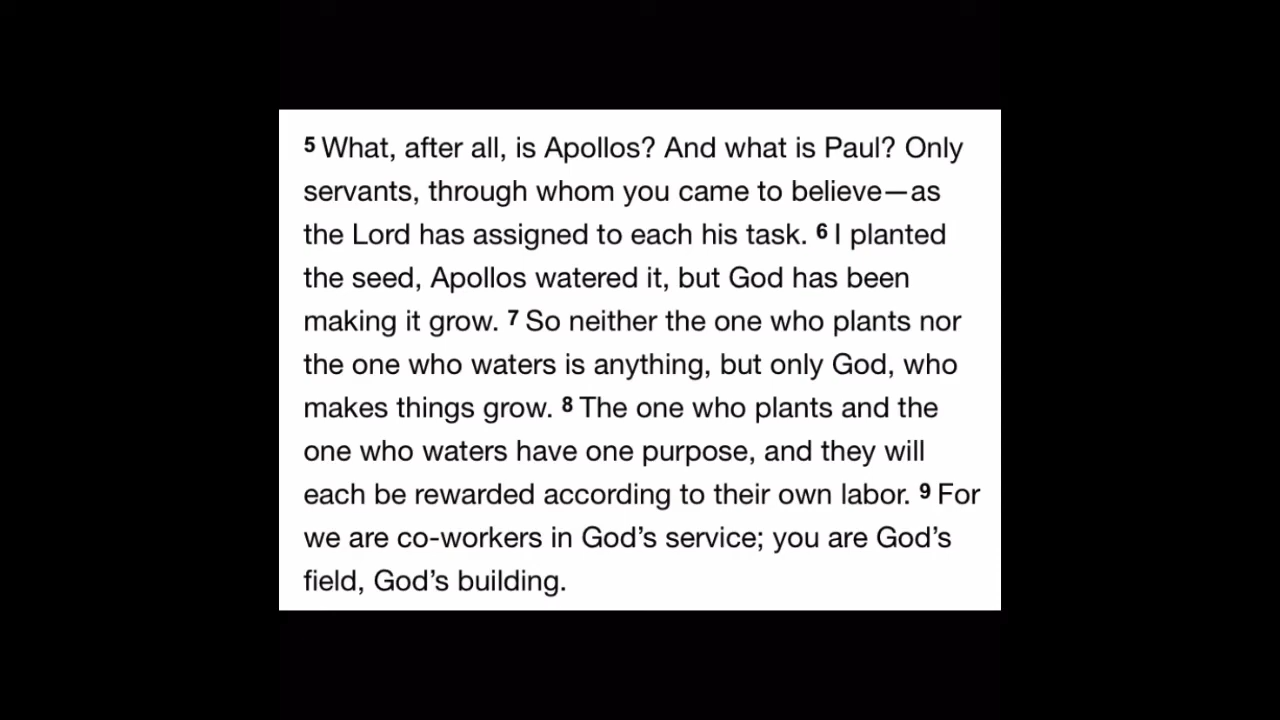 5 What, after all, is Apollos? And what is Paul? Only
servants, through whom you came to believe—as
the Lord has assigned to each his task. 6 I planted
the seed, Apollos watered it, but God has been
making it grow. 7 So neither the one who plants nor
the one who waters is anything, but only God, who
makes things grow. 8 The one who plants and the
one who waters have one purpose, and they will
each be rewarded according to their own labor. 9 For
we are co-workers in God’s service; you are God’s
field, God’s building.